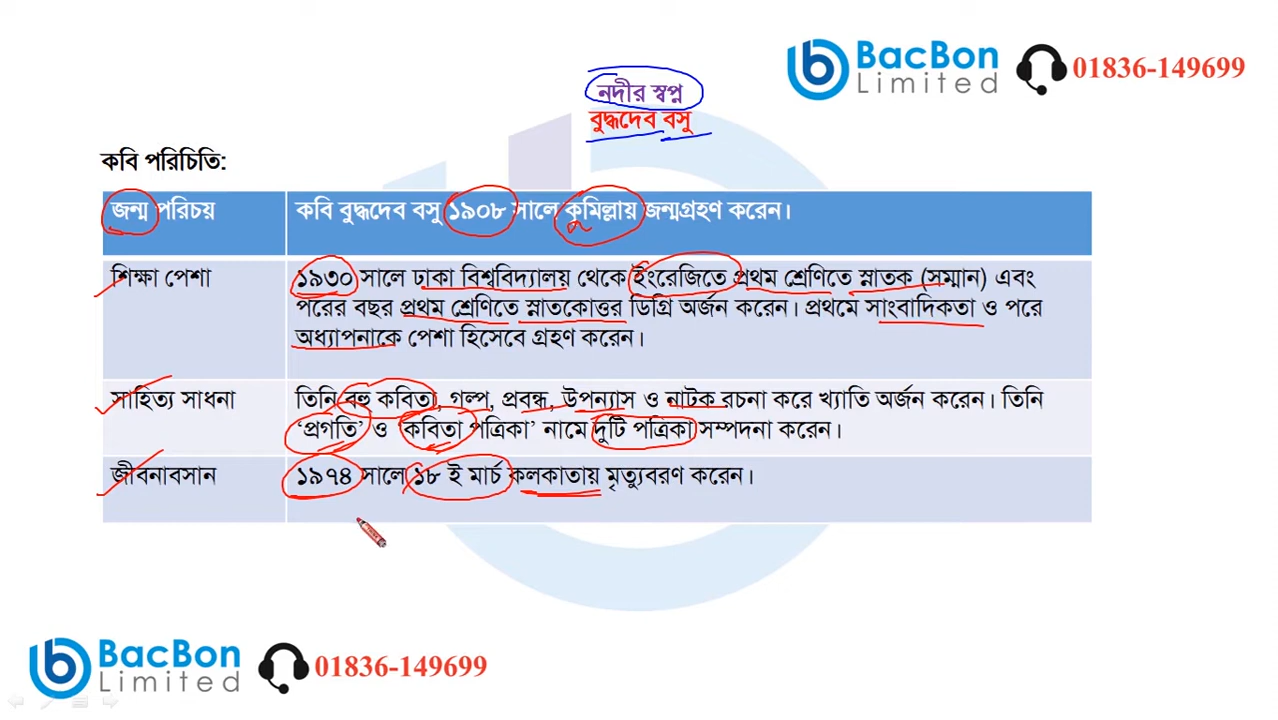 BacBon
Limited
01836-149699
নদীর স্বপ্ন
বুদ্ধদেব বসু
কবি পরিচিতি:
জন্ম পরিচয়
কবি বুদ্ধদেব বসু ১৯০৮ সালে কুমিল্লায় জন্মগ্রহণ করেন।
শিক্ষা পেশা
১৯৩০ সালে ঢাকা বিশ্ববিদ্যালয় থেকে ইংরেজিতে প্রথম শ্রেণিতে স্নাতক (সম্মান) এবং
পরের বছর প্রথম শ্রেণিতে স্নাতকোত্তর ডিগ্রি অর্জন করেন। প্রথমে সাংবাদিকতা ও পরে
অধ্যাপনাকে পেশা হিসেবে গ্রহণ করেন।
সাহিত্য সাধনা
তিনি বহু কবিতা, গল্প, প্রবন্ধ, উপন্যাস ও নাটক রচনা করে খ্যাতি অর্জন করেন। তিনি
‘প্রগতি’ ও ‘কবিতা পত্রিকা’ নামে দুটি পত্রিকা সম্পদনা করেন।
জীবনাবসান
১৯৭৪ সালে ১৮ ই মার্চ কলকাতায় মৃত্যুবরণ করেন।
BacBon
Limited
01836-149699